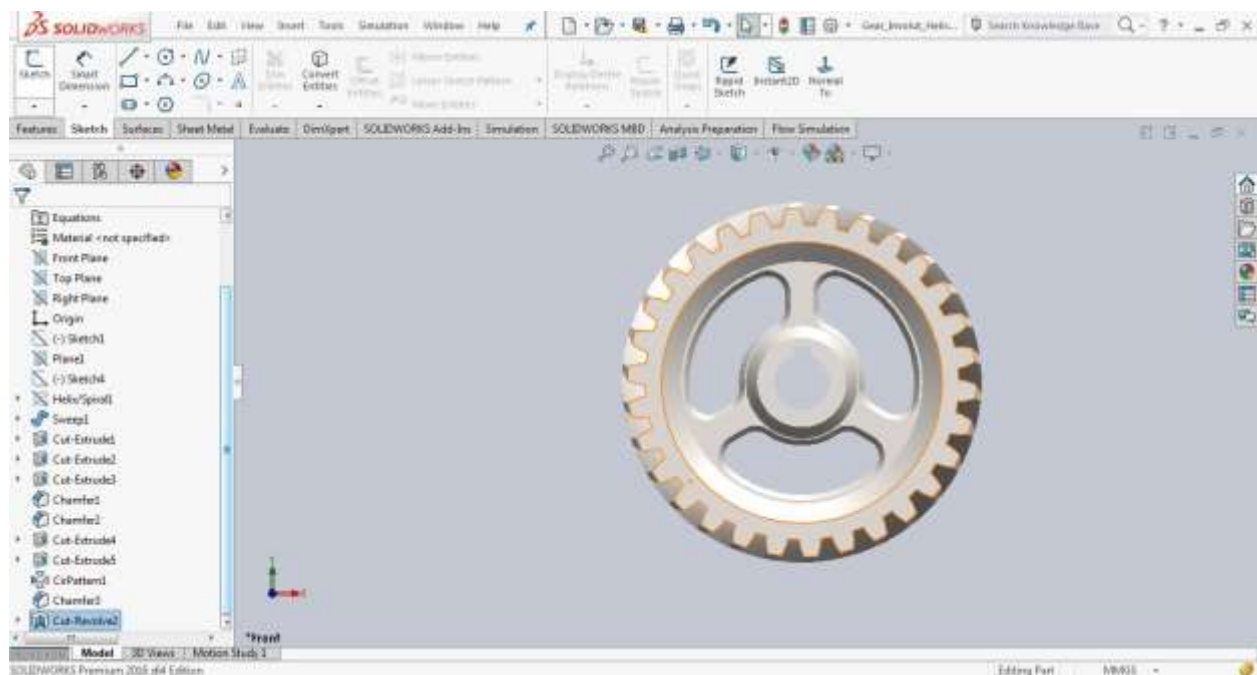 SOLIDWORKS File Edit View Insert Tools Simulation Window Help Gear_Involut_Helic... Search Knowledge Base
Sketch Smart Dimension Convert Entities Rapid Sketch Instant2D Normal To
Features Sketch Surfaces Sheet Metal Evaluate DimXpert SOLIDWORKS Add-Ins Simulation SOLIDWORKS MBD Analysis Preparation Flow Simulation
Equations
Material <not specified>
Front Plane
Top Plane
Right Plane
Origin
(-) Sketch1
Plane1
(-) Sketch4
Helix/Spiral1
Sweep1
Cut-Extrude1
Cut-Extrude2
Cut-Extrude3
Chamfer1
Chamfer2
Cut-Extrude4
Cut-Extrude5
CirPattern1
Chamfer3
Cut-Revolve2
*Front
Model 3D Views Motion Study 1
SOLIDWORKS Premium 2016 x64 Edition Editing Part MMGS